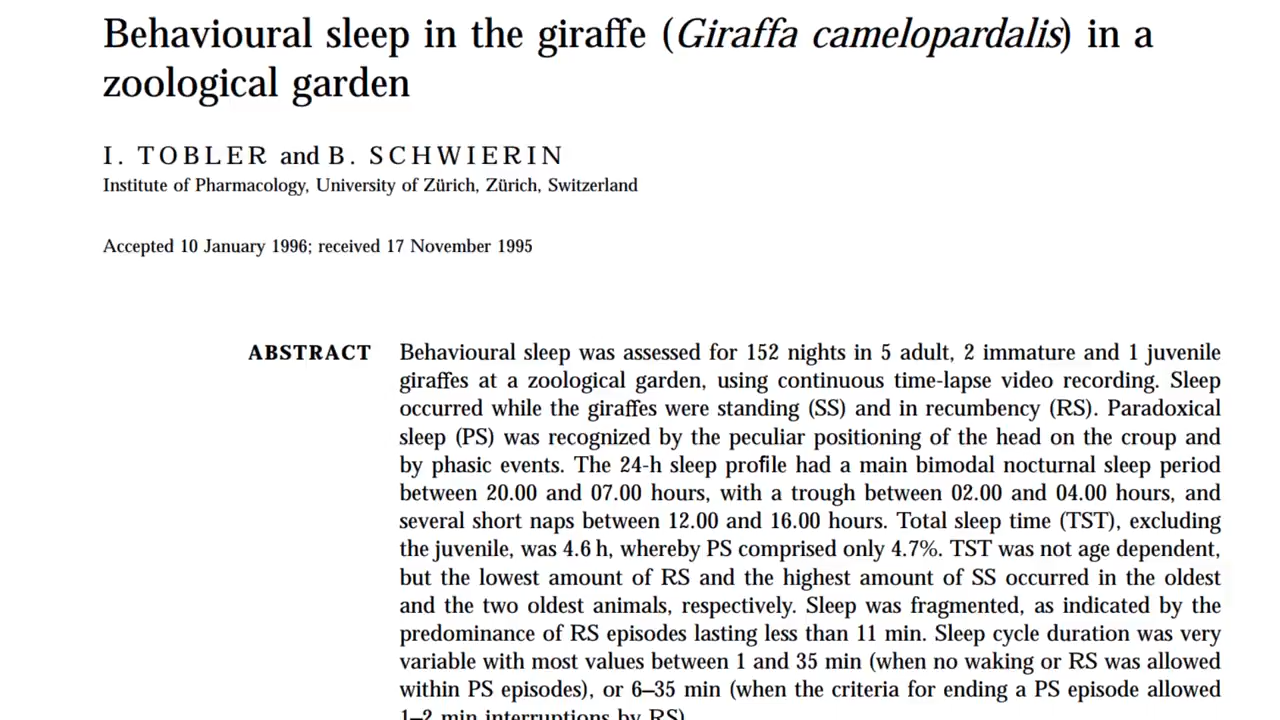 Behavioural sleep in the giraffe (Giraffa camelopardalis) in a
zoological garden
I. TOBLER and B. SCHWIERIN
Institute of Pharmacology, University of Zürich, Zürich, Switzerland
Accepted 10 January 1996; received 17 November 1995
ABSTRACT Behavioural sleep was assessed for 152 nights in 5 adult, 2 immature and 1 juvenile
giraffes at a zoological garden, using continuous time-lapse video recording. Sleep
occurred while the giraffes were standing (SS) and in recumbency (RS). Paradoxical
sleep (PS) was recognized by the peculiar positioning of the head on the croup and
by phasic events. The 24-h sleep profile had a main bimodal nocturnal sleep period
between 20.00 and 07.00 hours, with a trough between 02.00 and 04.00 hours, and
several short naps between 12.00 and 16.00 hours. Total sleep time (TST), excluding
the juvenile, was 4.6 h, whereby PS comprised only 4.7%. TST was not age dependent,
but the lowest amount of RS and the highest amount of SS occurred in the oldest
and the two oldest animals, respectively. Sleep was fragmented, as indicated by the
predominance of RS episodes lasting less than 11 min. Sleep cycle duration was very
variable with most values between 1 and 35 min (when no waking or RS was allowed
within PS episodes), or 6–35 min (when the criteria for ending a PS episode allowed
1–2 min interruptions by RS).